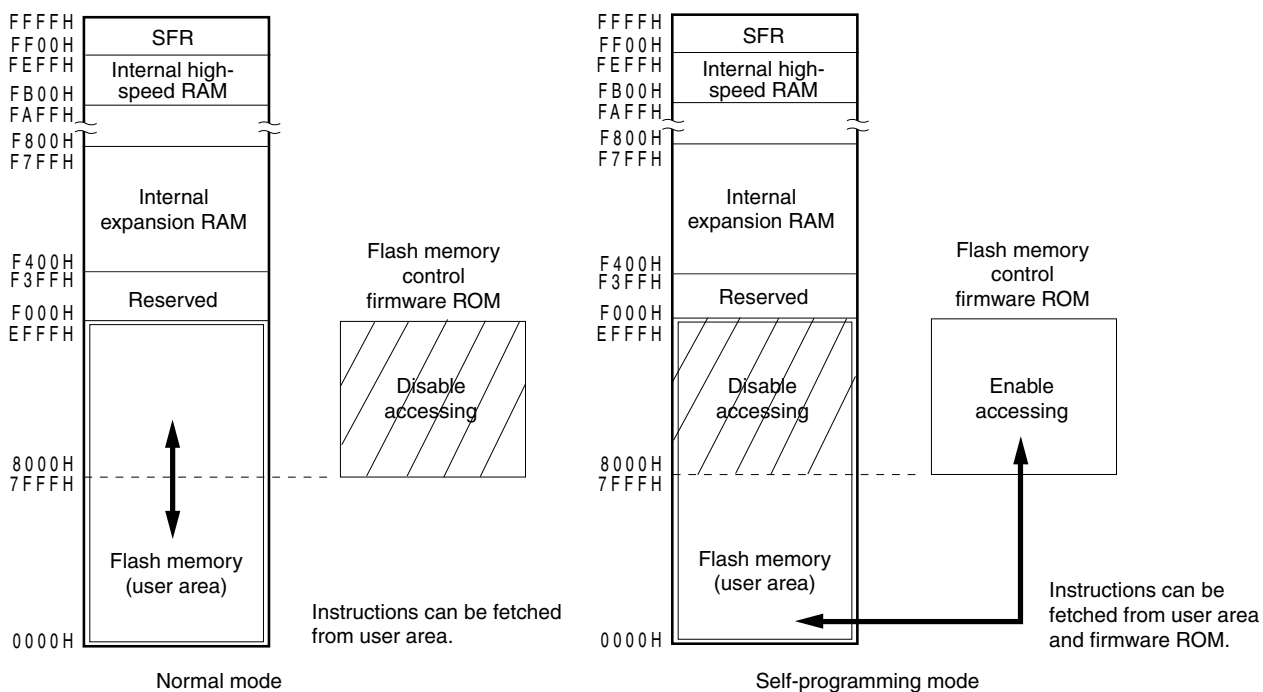 FFFFH
SFR
FF00H
FEFFH
Internal high-
speed RAM
FB00H
FAFFH
F800H
F7FFH
Internal
expansion RAM
F400H
F3FFH
Reserved
F000H
EFFFH
8000H
7FFFH
Flash memory
(user area)
0000H
Flash memory
control
firmware ROM
Disable
accessing
Instructions can be fetched
from user area.
Normal mode
FFFFH
SFR
FF00H
FEFFH
Internal high-
speed RAM
FB00H
FAFFH
F800H
F7FFH
Internal
expansion RAM
F400H
F3FFH
Reserved
F000H
EFFFH
Disable
accessing
8000H
7FFFH
Flash memory
(user area)
0000H
Flash memory
control
firmware ROM
Enable
accessing
Instructions can be
fetched from user area
and firmware ROM.
Self-programming mode